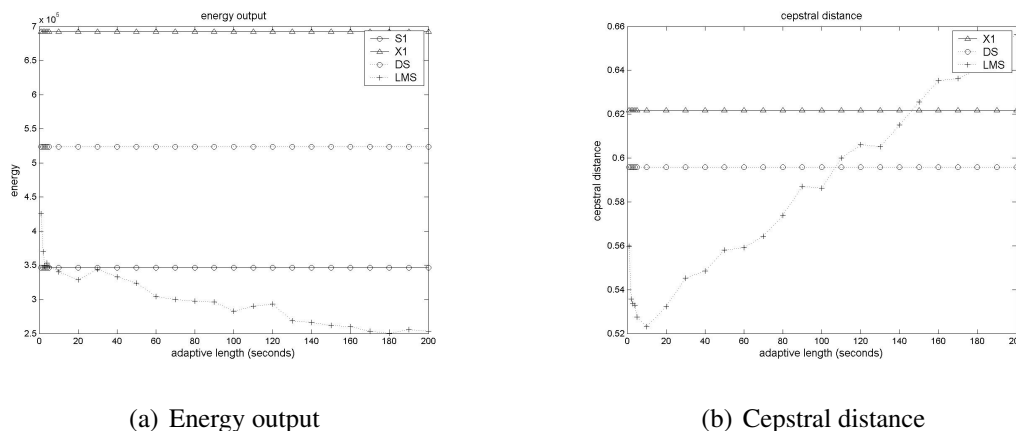 energy output
x 10^5
7
6.5
6
5.5
5
4.5
4
3.5
3
2.5
energy
0 20 40 60 80 100 120 140 160 180 200
adaptive length (seconds)
S1
X1
DS
LMS
(a) Energy output
cepstral distance
0.66
0.64
0.62
0.6
0.58
0.56
0.54
0.52
cepstral distance
0 20 40 60 80 100 120 140 160 180 200
adaptive length (seconds)
X1
DS
LMS
(b) Cepstral distance